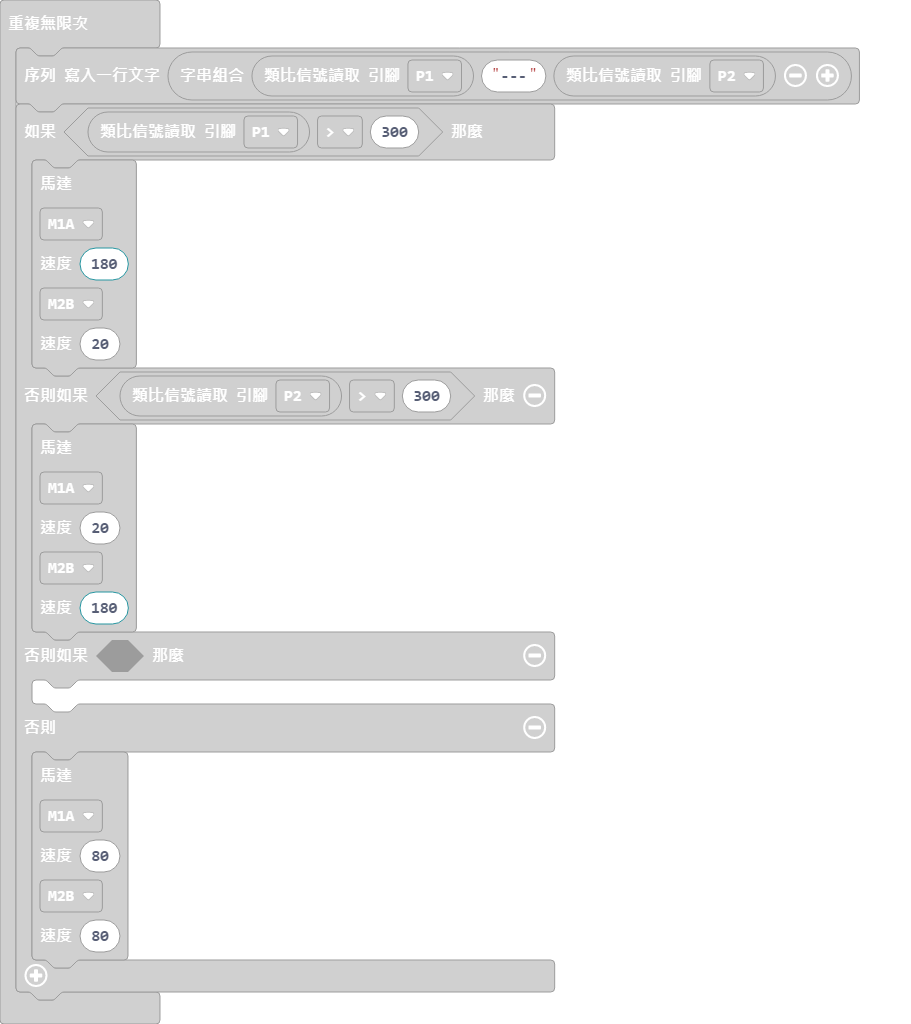 重複無限次
序列 寫入一行文字 字串組合 類比信號讀取 引腳 P1 "---" 類比信號讀取 引腳 P2
如果 類比信號讀取 引腳 P1 > 300 那麼
馬達
M1A
速度 180
M2B
速度 20
否則如果 類比信號讀取 引腳 P2 > 300 那麼
馬達
M1A
速度 20
M2B
速度 180
否則如果 那麼
否則
馬達
M1A
速度 80
M2B
速度 80